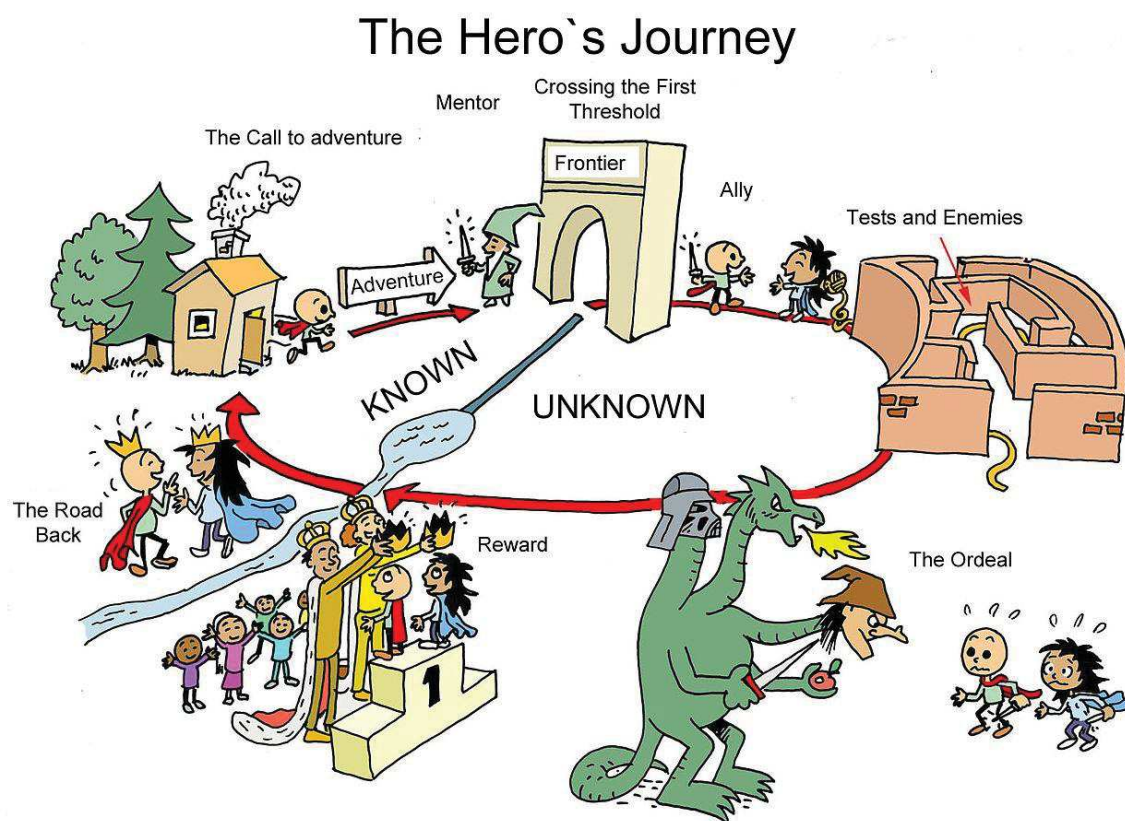 The Hero`s Journey
Mentor
Crossing the First
Threshold
The Call to adventure
Frontier
Ally
Tests and Enemies
Adventure
KNOWN
UNKNOWN
The Road
Back
Reward
The Ordeal
1